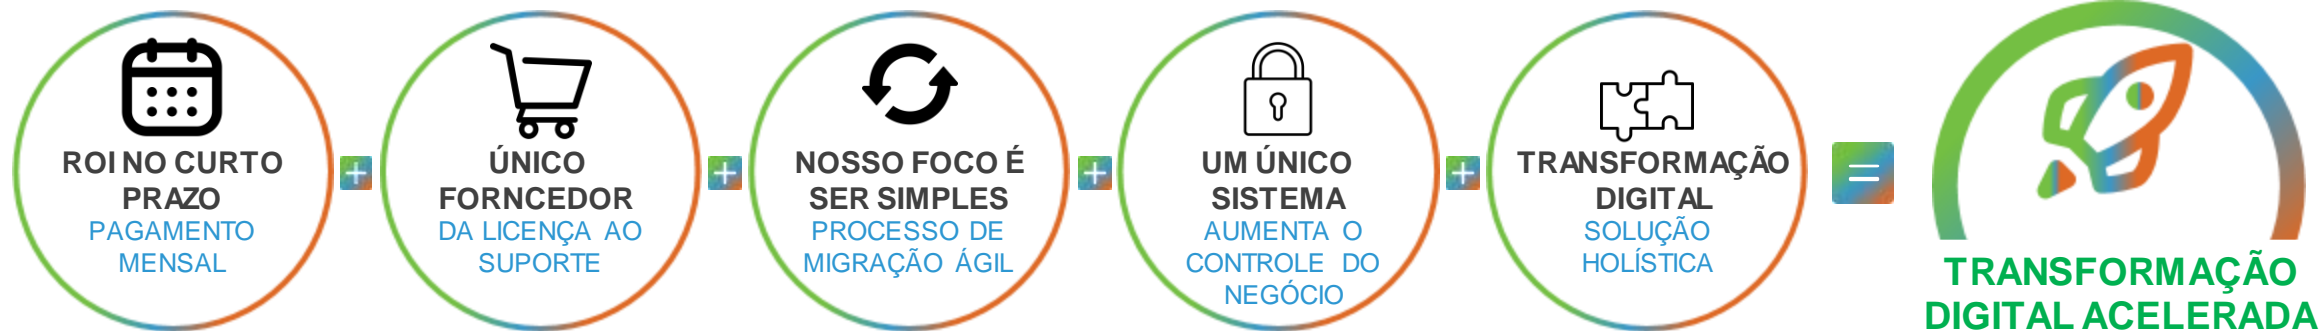 ROI NO CURTO
PRAZO
PAGAMENTO
MENSAL
+
ÚNICO
FORNCEDOR
DA LICENÇA AO
SUPORTE
+
NOSSO FOCO É
SER SIMPLES
PROCESSO DE
MIGRAÇÃO ÁGIL
+
UM ÚNICO
SISTEMA
AUMENTA O
CONTROLE DO
NEGÓCIO
+
TRANSFORMAÇÃO
DIGITAL
SOLUÇÃO
HOLÍSTICA
=
TRANSFORMAÇÃO
DIGITAL ACELERADA